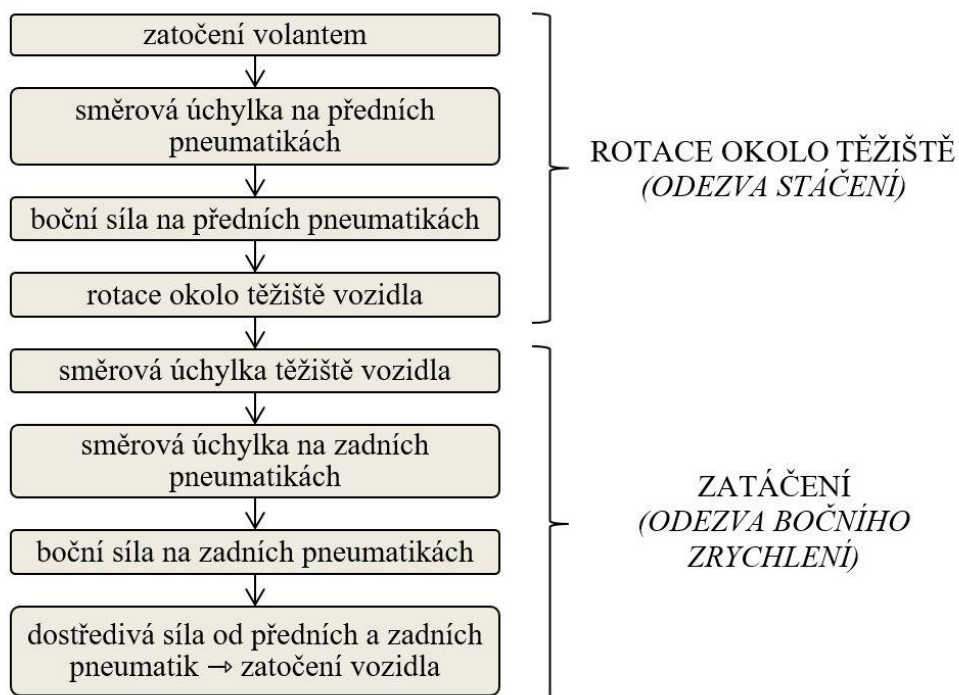 zatočení volantem
směrová úchylka na předních
pneumatikách
boční síla na předních pneumatikách
rotace okolo těžiště vozidla
ROTACE OKOLO TĚŽIŠTĚ
(ODEZVA STÁČENÍ)
směrová úchylka těžiště vozidla
směrová úchylka na zadních
pneumatikách
boční síla na zadních pneumatikách
dostředivá síla od předních a zadních
pneumatik → zatočení vozidla
ZATÁČENÍ
(ODEZVA BOČNÍHO
ZRYCHLENÍ)